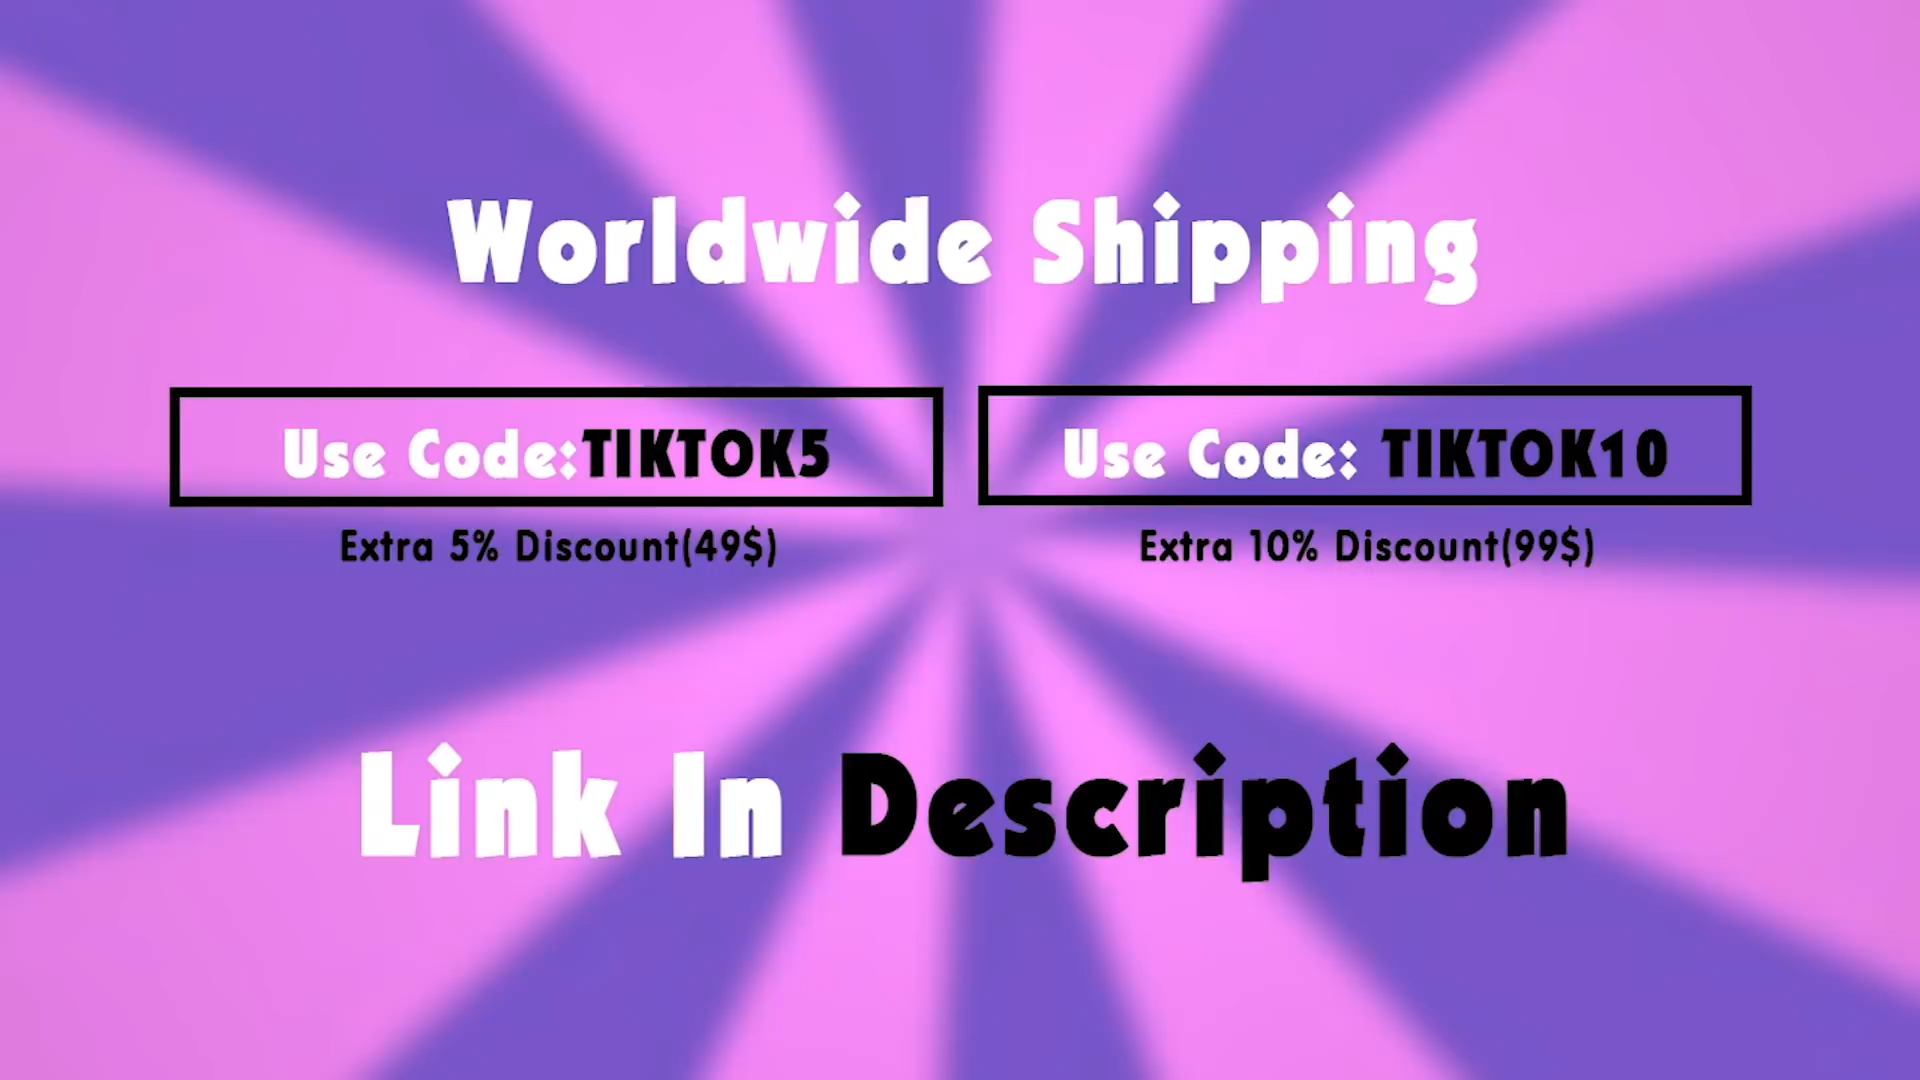 Worldwide Shipping
Use Code:TIKTOK5
Extra 5% Discount(49$)
Use Code: TIKTOK10
Extra 10% Discount(99$)
Link In Description